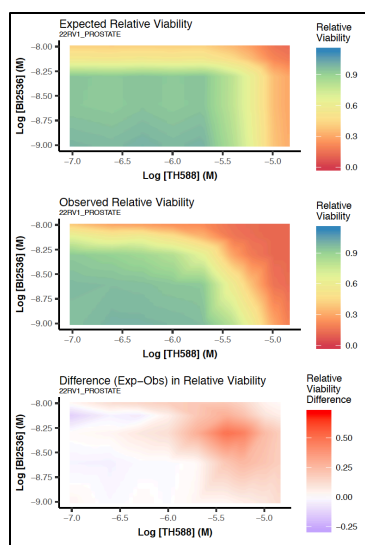 Expected Relative Viability
22RV1_PROSTATE
Relative
Viability
Log [BI2536] (M)
-8.00
-8.25
-8.50
-8.75
-9.00
0.9
0.6
0.3
0.0
-7.0
-6.5
-6.0
-5.5
-5.0
Log [TH588] (M)
Observed Relative Viability
22RV1_PROSTATE
Relative
Viability
Log [BI2536] (M)
-8.00
-8.25
-8.50
-8.75
-9.00
0.9
0.6
0.3
0.0
-7.0
-6.5
-6.0
-5.5
-5.0
Log [TH588] (M)
Difference (Exp-Obs) in Relative Viability
22RV1_PROSTATE
Relative
Viability
Difference
Log [BI2536] (M)
-8.00
-8.25
-8.50
-8.75
-9.00
0.50
0.25
0.00
-0.25
-7.0
-6.5
-6.0
-5.5
-5.0
Log [TH588] (M)